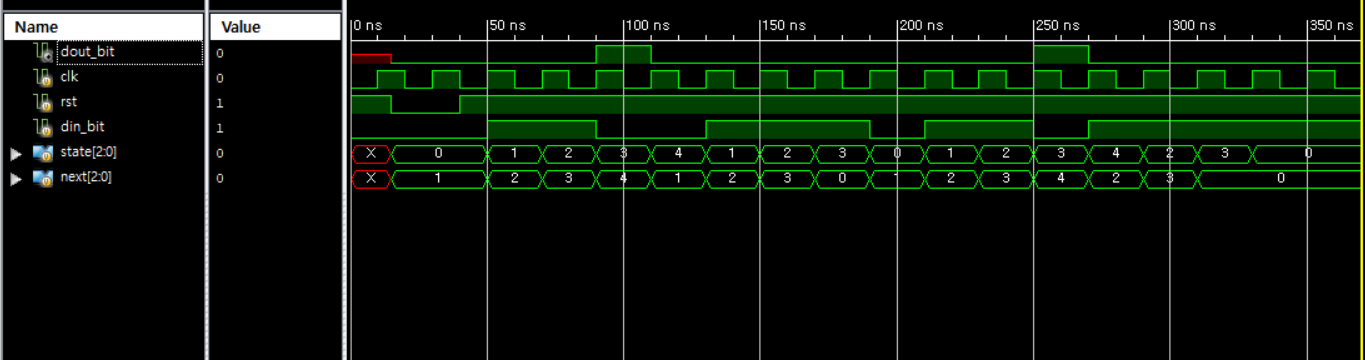 Name Value 0 ns 50 ns 100 ns 150 ns 200 ns 250 ns 300 ns 350 ns
dout_bit 0
clk 0
rst 1
din_bit 1
state[2:0] 0 X 0 1 2 3 4 1 2 3 0 1 2 3 4 2 3 0
next[2:0] 0 X 1 2 3 4 1 2 3 0 1 2 3 4 2 3 0